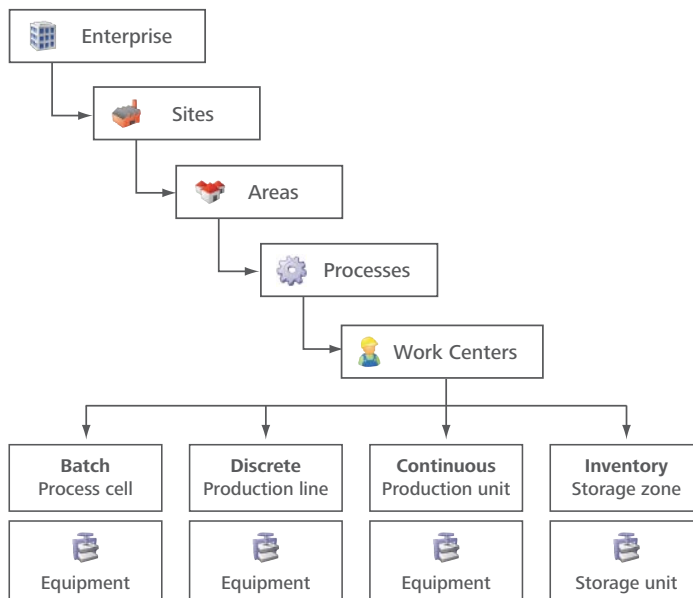 Enterprise
Sites
Areas
Processes
Work Centers
Batch
Process cell
Discrete
Production line
Continuous
Production unit
Inventory
Storage zone
Equipment
Equipment
Equipment
Storage unit